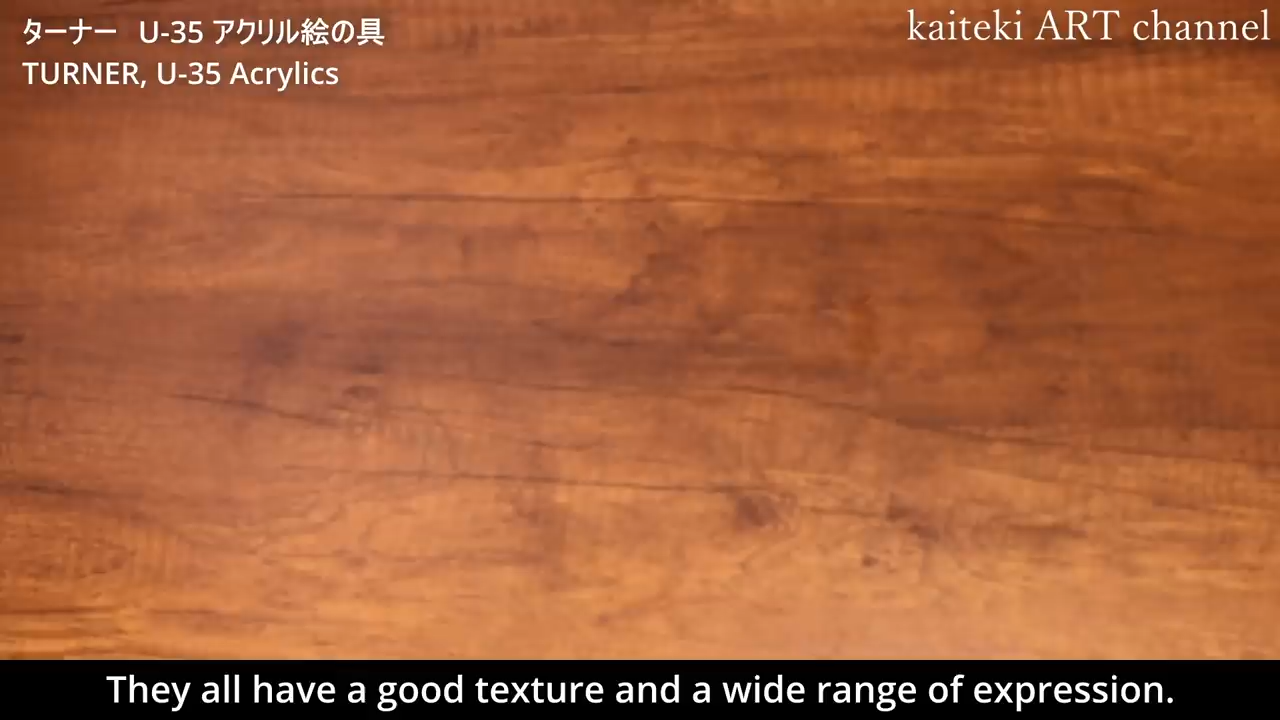 ターナー U-35 アクリル絵の具
kaiteki ART channel
TURNER, U-35 Acrylics
They all have a good texture and a wide range of expression.